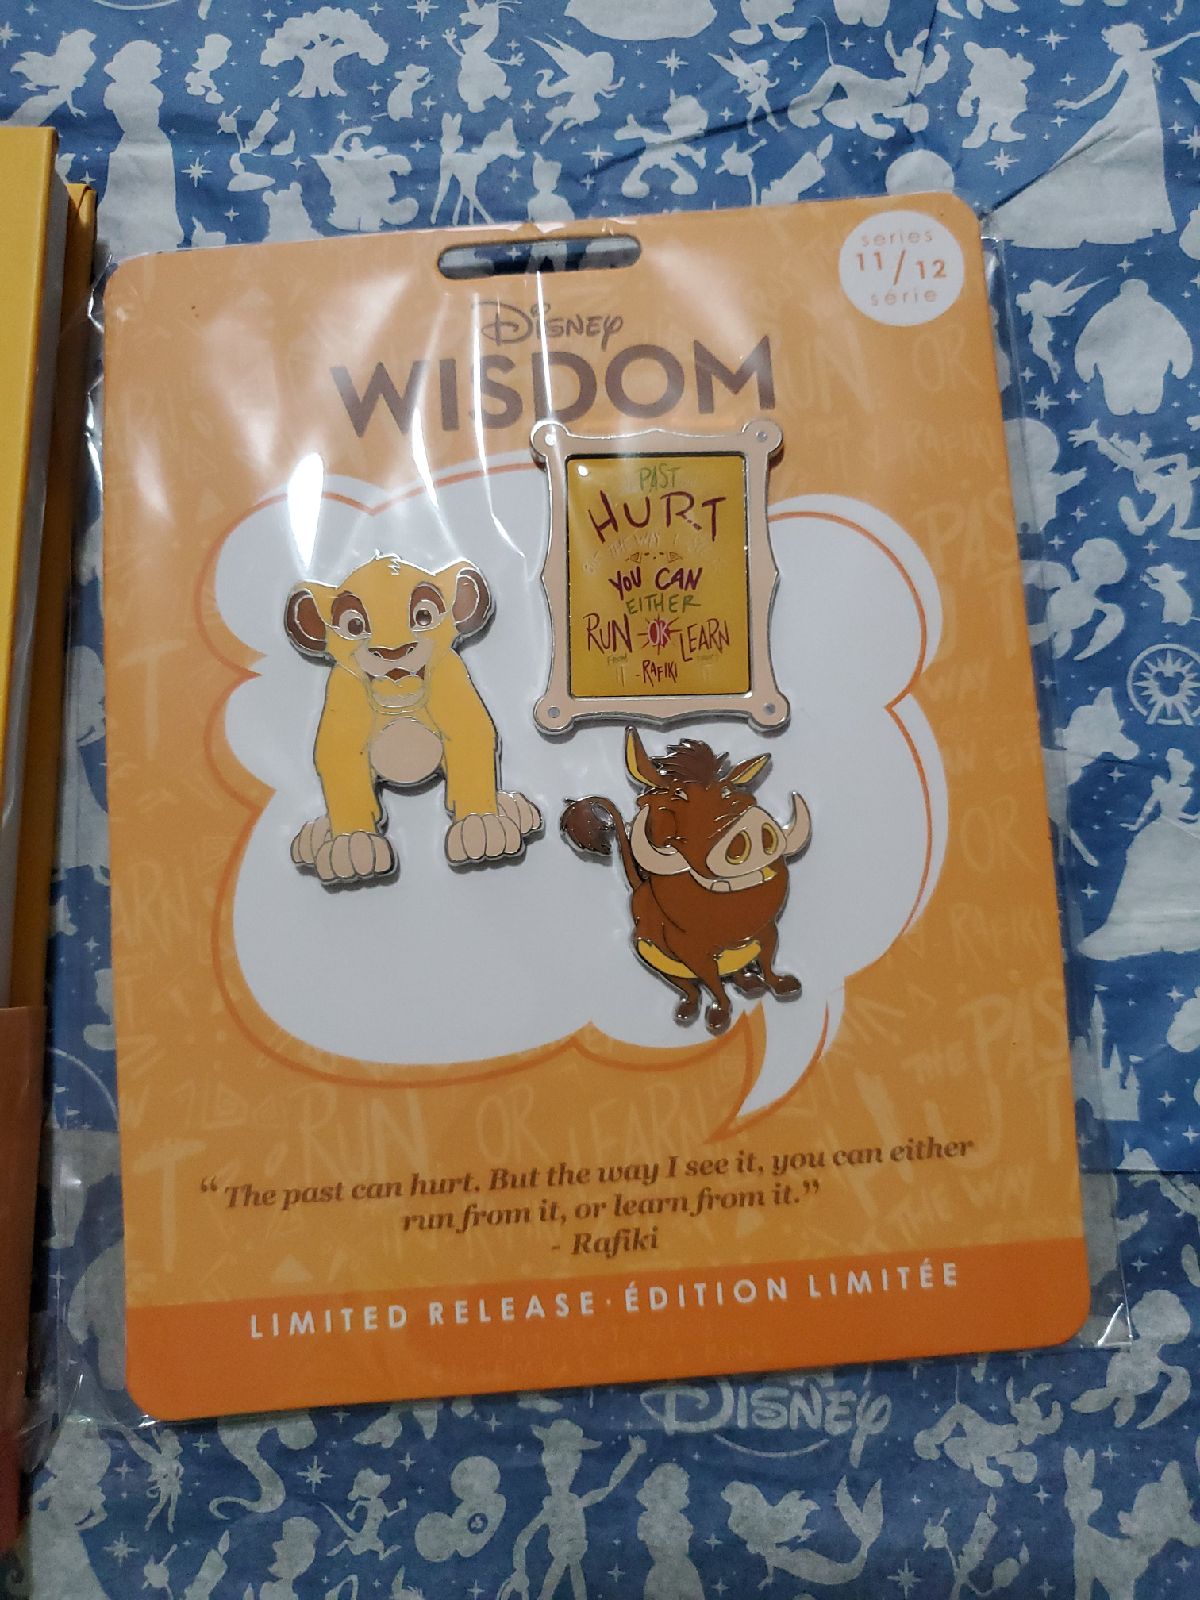 series
11/12
série
Disney
WISDOM
PAST
HURT
YOU CAN
EITHER
RUN OR LEARN
- RAFIKI
"The past can hurt. But the way I see it, you can either
run from it, or learn from it."
- Rafiki
LIMITED RELEASE · ÉDITION LIMITÉE
Disney